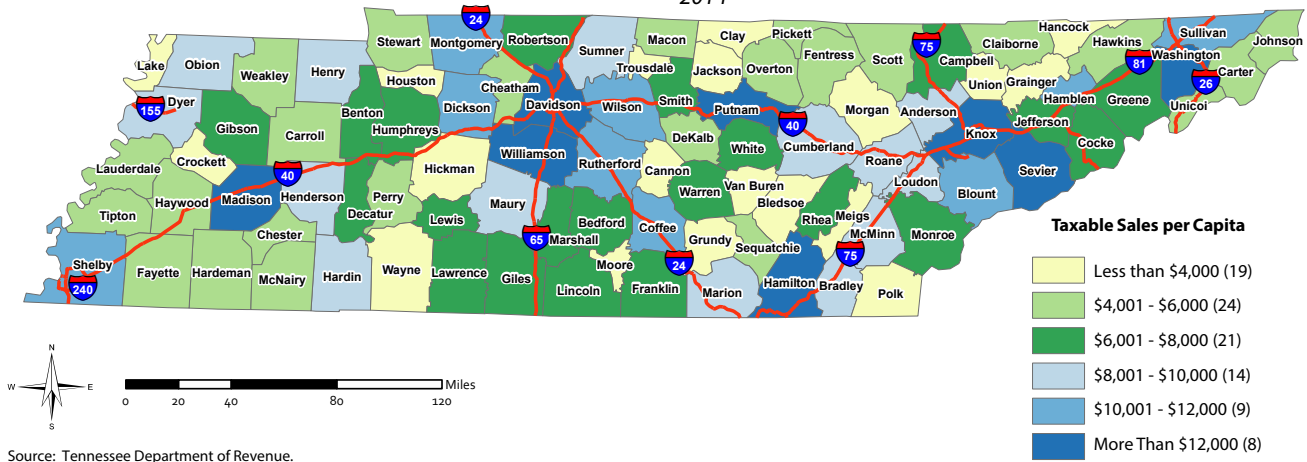 2011
24
Stewart
Montgomery
Robertson
Sumner
Macon
Clay
Pickett
Fentress
Scott
75
Campbell
Claiborne
Hancock
Hawkins
Sullivan
Johnson
Lake
Obion
Weakley
Henry
Houston
Trousdale
Jackson
Overton
Union
Grainger
81
Washington
26
Carter
155
Dyer
Gibson
Carroll
Benton
Humphreys
Dickson
Cheatham
Davidson
Wilson
Smith
Putnam
40
Morgan
Anderson
Knox
Jefferson
Hamblen
Greene
Unicoi
Lauderdale
Crockett
40
Hickman
Williamson
Rutherford
DeKalb
Cannon
White
Cumberland
Roane
Loudon
Cocke
Sevier
Blount
Tipton
Haywood
Madison
Henderson
Decatur
Perry
Lewis
Maury
65
Marshall
Bedford
Coffee
Warren
Van Buren
Bledsoe
Rhea
Meigs
McMinn
Monroe
Shelby
240
Fayette
Hardeman
Chester
McNairy
Hardin
Wayne
Lawrence
Giles
Lincoln
Moore
Franklin
24
Grundy
Sequatchie
Marion
Hamilton
75
Bradley
Polk
Taxable Sales per Capita
Less than $4,000 (19)
$4,001 - $6,000 (24)
$6,001 - $8,000 (21)
$8,001 - $10,000 (14)
$10,001 - $12,000 (9)
More Than $12,000 (8)
N
W
E
S
Miles
0 20 40 80 120
Source: Tennessee Department of Revenue.